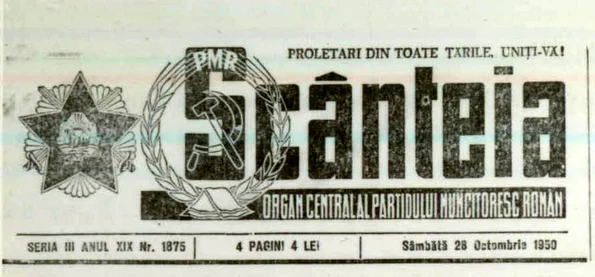 PROLETARI DIN TOATE ȚĂRILE, UNIȚI-VĂ!
PMR
Scânteia
ORGAN CENTRAL AL PARTIDULUI MUNCITORESC ROMÂN
SERIA III ANUL XIX Nr. 1875 4 PAGINI 4 LEI Sâmbătă 28 Octombrie 1950